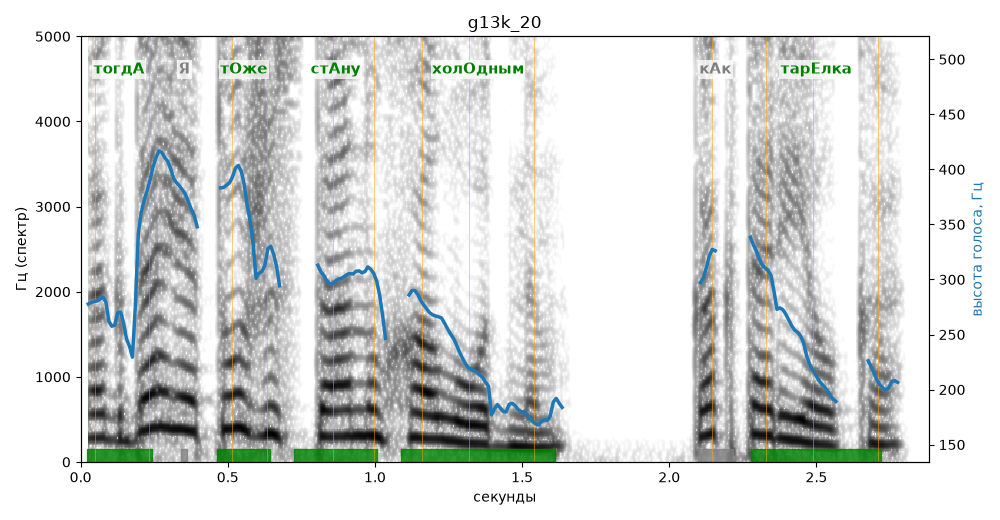 g13k_20
тогдА Я тОже стАну холОдным кАк тарЕлка
Гц (спектр)
5000
4000
3000
2000
1000
0
500
450
400
350
300
250
200
150
высота голоса, Гц
0.0 0.5 1.0 1.5 2.0 2.5
секунды